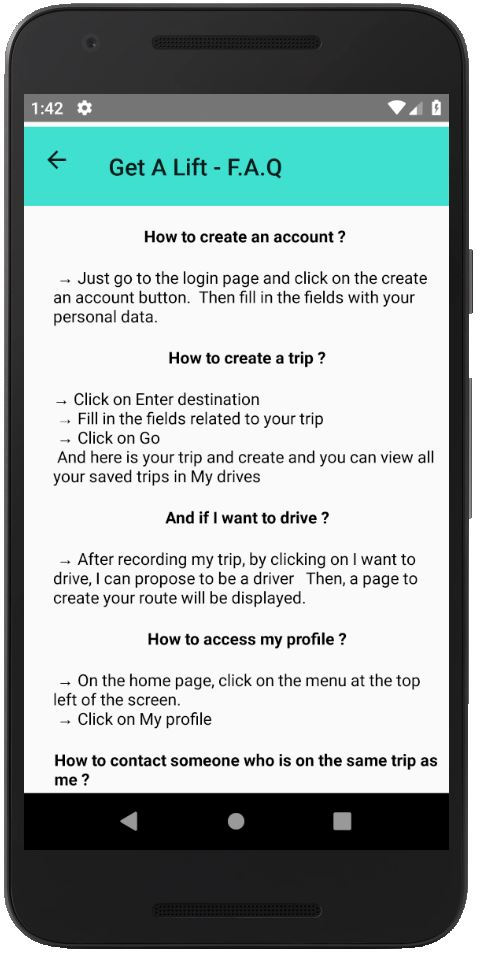 1:42
Get A Lift - F.A.Q
How to create an account ?
→ Just go to the login page and click on the create
an account button.  Then fill in the fields with your
personal data.
How to create a trip ?
→ Click on Enter destination
→ Fill in the fields related to your trip
→ Click on Go
And here is your trip and create and you can view all
your saved trips in My drives
And if I want to drive ?
→ After recording my trip, by clicking on I want to
drive, I can propose to be a driver   Then, a page to
create your route will be displayed.
How to access my profile ?
→ On the home page, click on the menu at the top
left of the screen.
→ Click on My profile
How to contact someone who is on the same trip as
me ?